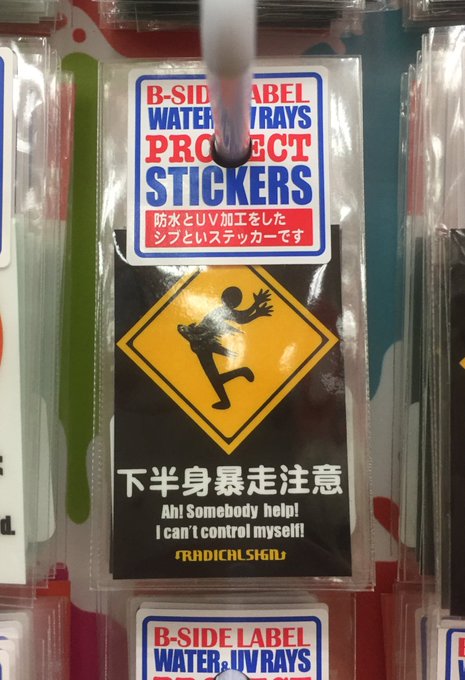 B-SIDE LABEL
WATER & UV RAYS
PROTECT
STICKERS
防水とUV加工をした
シブといステッカーです
下半身暴走注意
Ah! Somebody help!
I can't control myself!
RADICALSIGN
d.
B-SIDE LABEL
WATER&UV RAYS